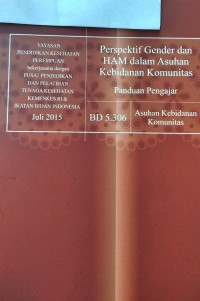 YAYASAN
PENDIDIKAN KESEHATAN
PEREMPUAN
bekerjasama dengan
PUSAT PENDIDIKAN
DAN PELATIHAN
TENAGA KESEHATAN
KEMENKES RI &
IKATAN BIDAN INDONESIA
Juli 2015
Perspektif Gender dan
HAM dalam Asuhan
Kebidanan Komunitas
Panduan Pengajar
BD 5.306
Asuhan Kebidanan
Komunitas